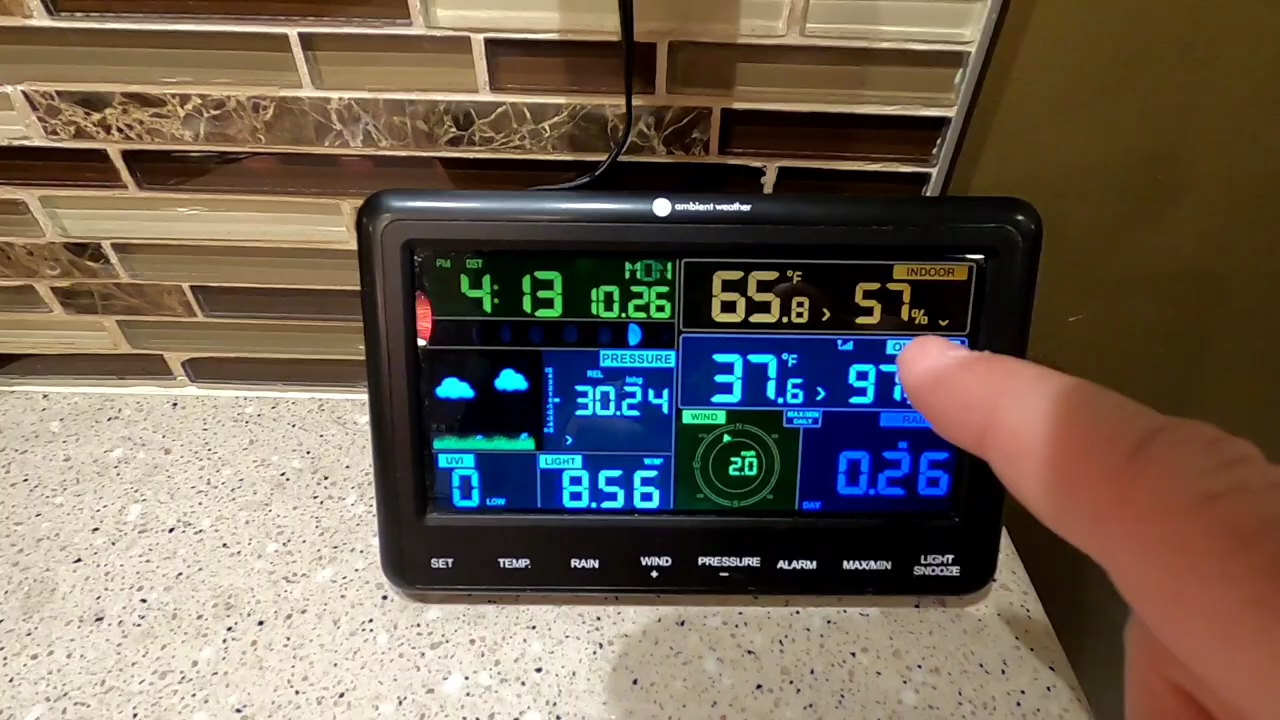 ambient weather
PM DST MON
4:13 10.26
INDOOR
65.8 °F 57%
37.6 °F 97
PRESSURE
REL inhg
30.24
WIND
MAX/MIN
DAILY
N
mph
2.0
S
RAIN
in
0.26
DAY
UVI
0 LOW
LIGHT W/M²
8.56
SET TEMP. RAIN WIND + PRESSURE − ALARM MAX/MIN LIGHT SNOOZE